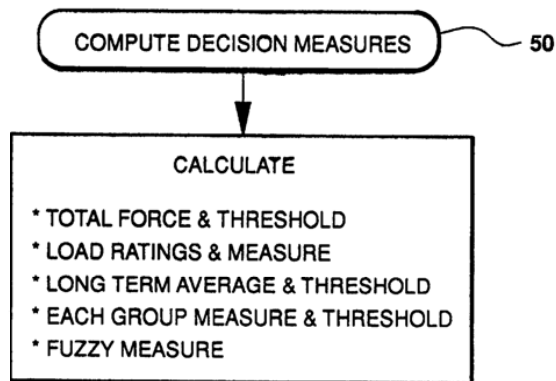 COMPUTE DECISION MEASURES
50
CALCULATE
* TOTAL FORCE & THRESHOLD
* LOAD RATINGS & MEASURE
* LONG TERM AVERAGE & THRESHOLD
* EACH GROUP MEASURE & THRESHOLD
* FUZZY MEASURE